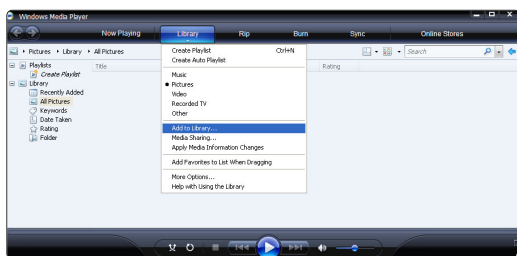 Windows Media Player
Now Playing Library Rip Burn Sync Online Stores
Pictures Library All Pictures Search
Playlists
Create Playlist
Library
Recently Added
All Pictures
Keywords
Date Taken
Rating
Folder
Title Rating
Create Playlist Ctrl+N
Create Auto Playlist
Music
Pictures
Video
Recorded TV
Other
Add to Library...
Media Sharing...
Apply Media Information Changes
Add Favorites to List When Dragging
More Options...
Help with Using the Library